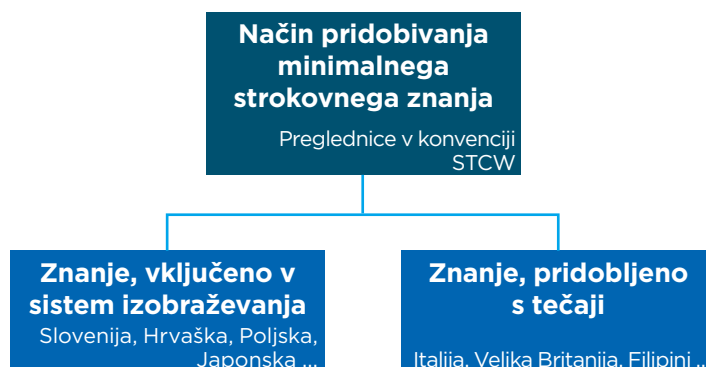 Način pridobivanja
minimalnega
strokovnega znanja
Preglednice v konvenciji
STCW
Znanje, vključeno v
sistem izobraževanja
Slovenija, Hrvaška, Poljska,
Japonska ...
Znanje, pridobljeno
s tečaji
Italija, Velika Britanija, Filipini ...